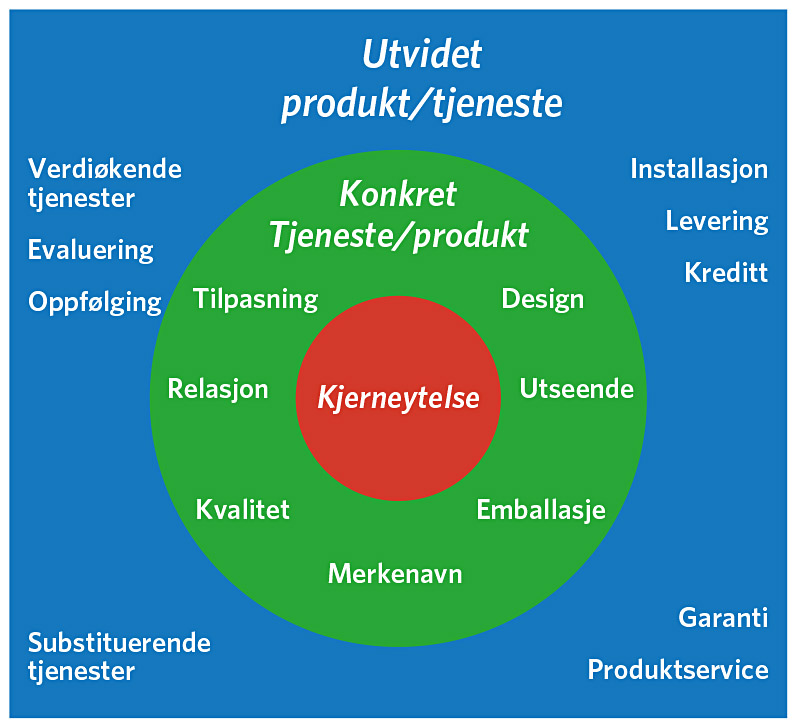 Utvidet
produkt/tjeneste
Verdiøkende
tjenester
Evaluering
Oppfølging
Installasjon
Levering
Kreditt
Konkret
Tjeneste/produkt
Tilpasning
Design
Relasjon
Kjerneytelse
Utseende
Kvalitet
Emballasje
Merkenavn
Substituerende
tjenester
Garanti
Produktservice